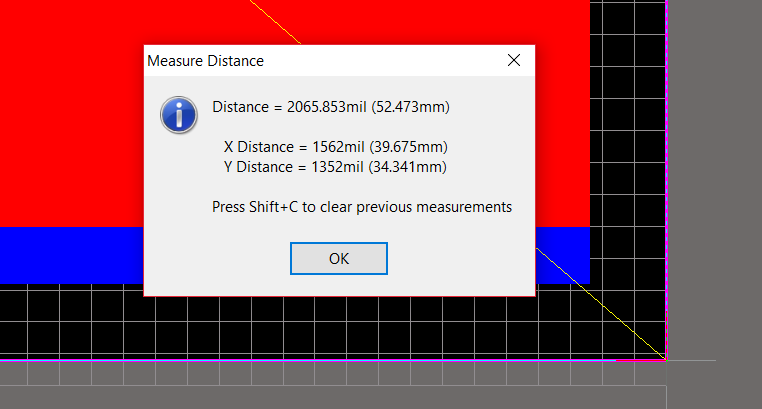 Measure Distance
Distance = 2065.853mil (52.473mm)
X Distance = 1562mil (39.675mm)
Y Distance = 1352mil (34.341mm)
Press Shift+C to clear previous measurements
OK